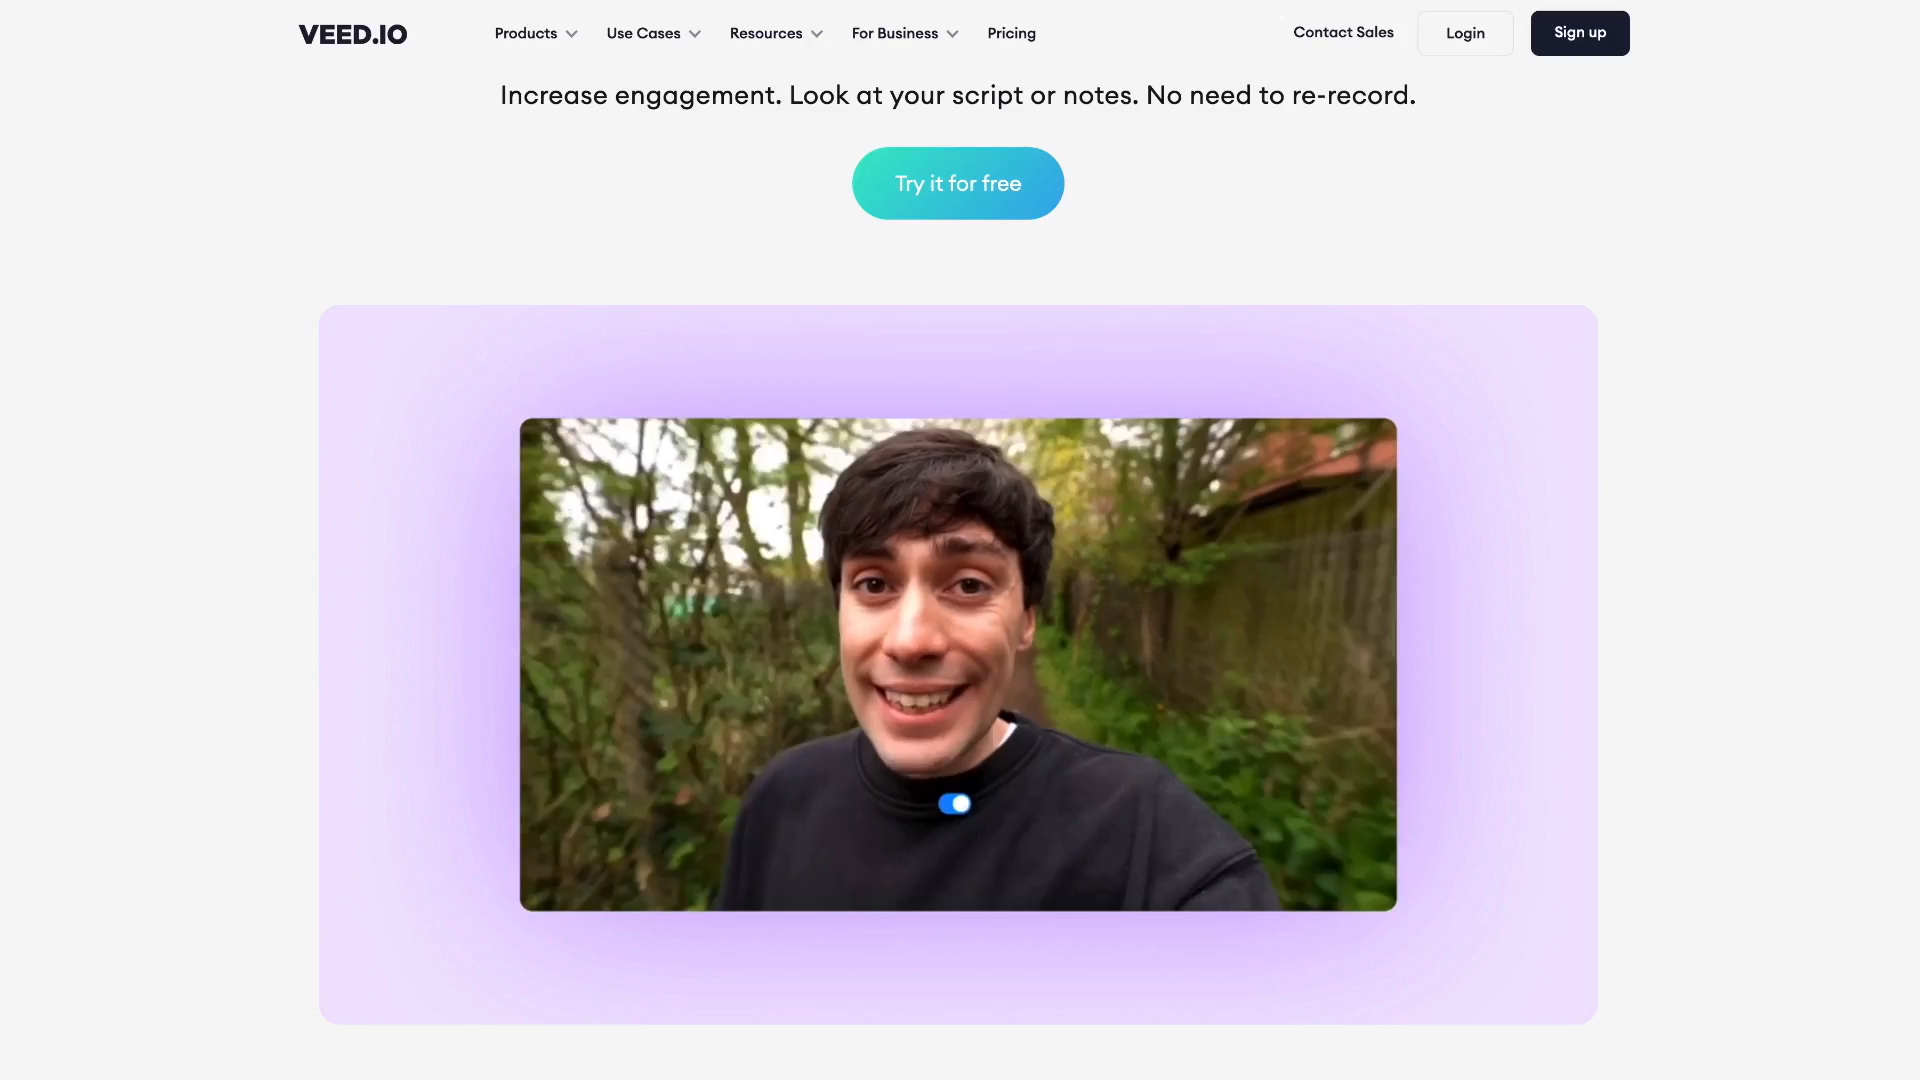 VEED.IO
Products
Use Cases
Resources
For Business
Pricing
Contact Sales
Login
Sign up
Increase engagement. Look at your script or notes. No need to re-record.
Try it for free